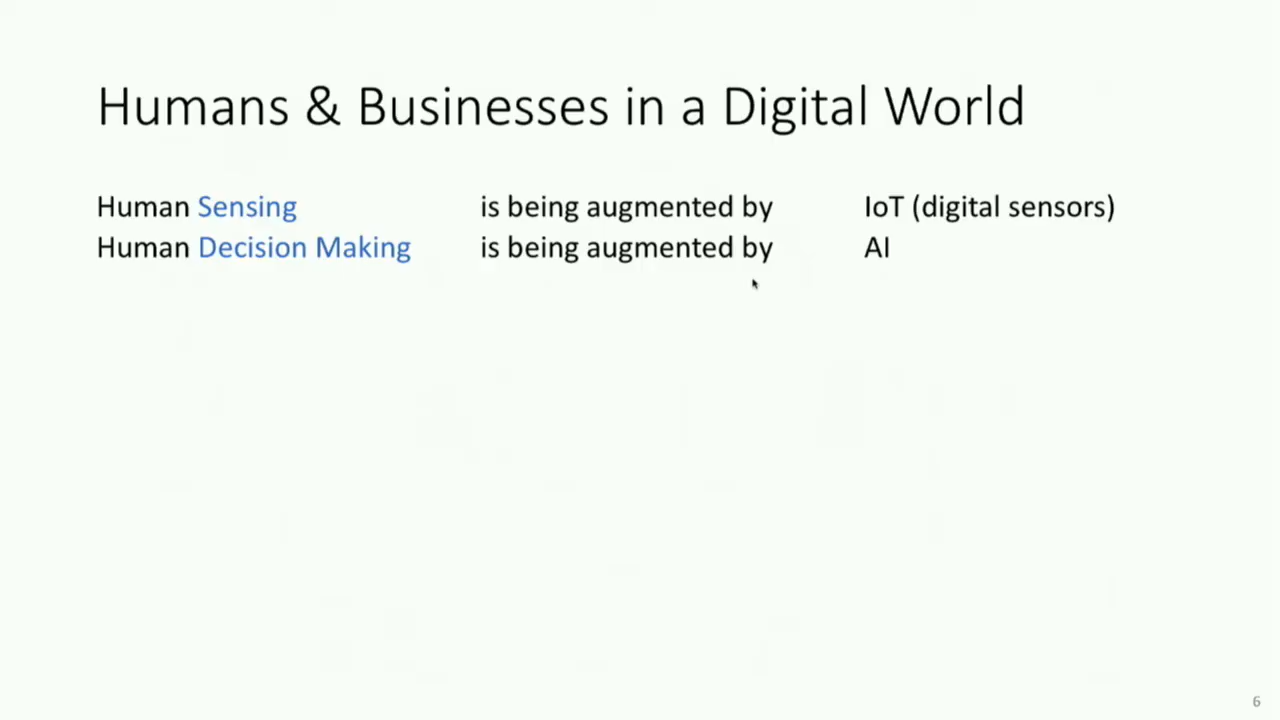 Humans & Businesses in a Digital World
Human Sensing is being augmented by IoT (digital sensors)
Human Decision Making is being augmented by AI
6